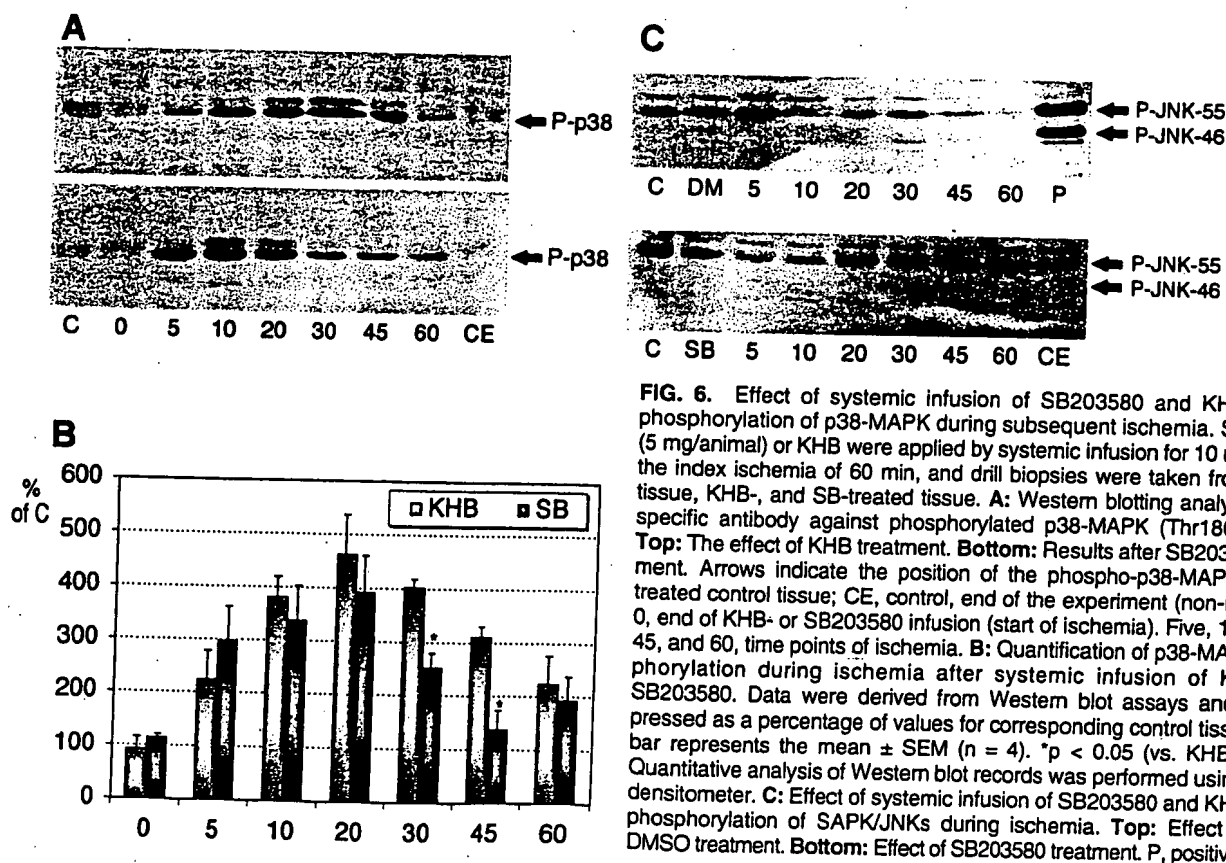 A
P-p38
P-p38
C 0 5 10 20 30 45 60 CE
B
600
%
of C
500
400
300
200
100
0
KHB SB
*
*
0 5 10 20 30 45 60
C
P-JNK-55
P-JNK-46
C DM 5 10 20 30 45 60 P
P-JNK-55
P-JNK-46
C SB 5 10 20 30 45 60 CE
FIG. 6. Effect of systemic infusion of SB203580 and KH
phosphorylation of p38-MAPK during subsequent ischemia. S
(5 mg/animal) or KHB were applied by systemic infusion for 10
the index ischemia of 60 min, and drill biopsies were taken fro
tissue, KHB-, and SB-treated tissue. A: Western blotting analy
specific antibody against phosphorylated p38-MAPK (Thr18
Top: The effect of KHB treatment. Bottom: Results after SB203
ment. Arrows indicate the position of the phospho-p38-MAP
treated control tissue; CE, control, end of the experiment (non-
0, end of KHB- or SB203580 infusion (start of ischemia). Five, 1
45, and 60, time points of ischemia. B: Quantification of p38-MA
phorylation during ischemia after systemic infusion of K
SB203580. Data were derived from Western blot assays and
pressed as a percentage of values for corresponding control tiss
bar represents the mean ± SEM (n = 4). *p < 0.05 (vs. KHB
Quantitative analysis of Western blot records was performed usin
densitometer. C: Effect of systemic infusion of SB203580 and KH
phosphorylation of SAPK/JNKs during ischemia. Top: Effect
DMSO treatment. Bottom: Effect of SB203580 treatment. P, positiv